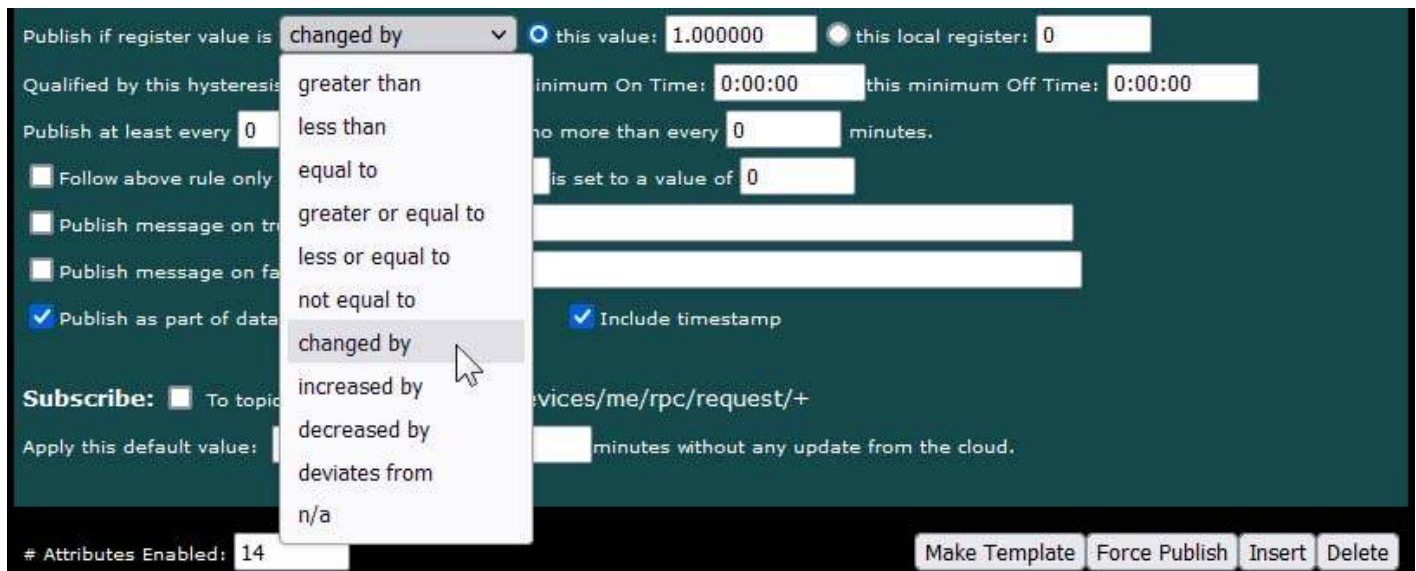 Publish if register value is changed by this value: 1.000000 this local register: 0
greater than
Qualified by this hysteresis inimum On Time: 0:00:00 this minimum Off Time: 0:00:00
less than
Publish at least every 0 no more than every 0 minutes.
equal to
Follow above rule only is set to a value of 0
greater or equal to
Publish message on tr
less or equal to
Publish message on fa
not equal to
Publish as part of data Include timestamp
changed by
increased by
Subscribe: To topic vices/me/rpc/request/+
decreased by
Apply this default value: minutes without any update from the cloud.
deviates from
n/a
# Attributes Enabled: 14 Make Template Force Publish Insert Delete